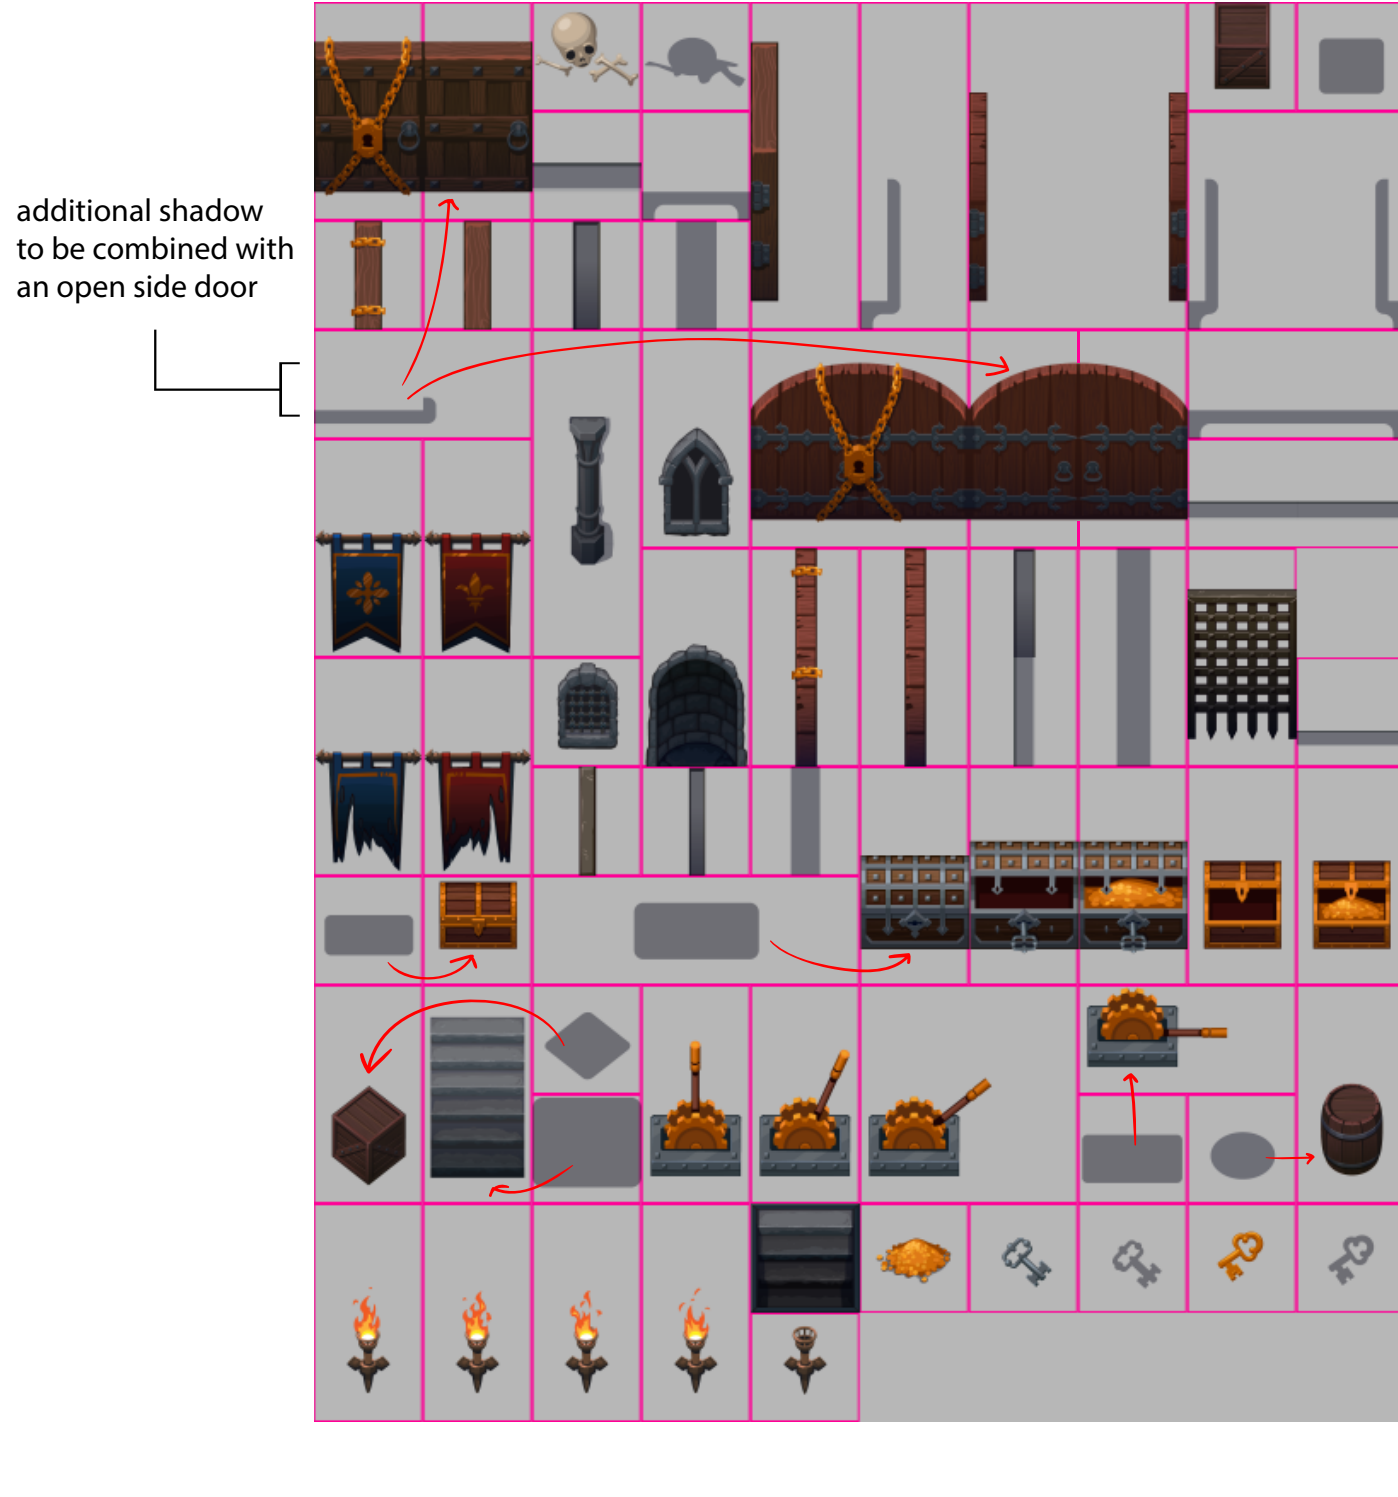 additional shadow
to be combined with
an open side door